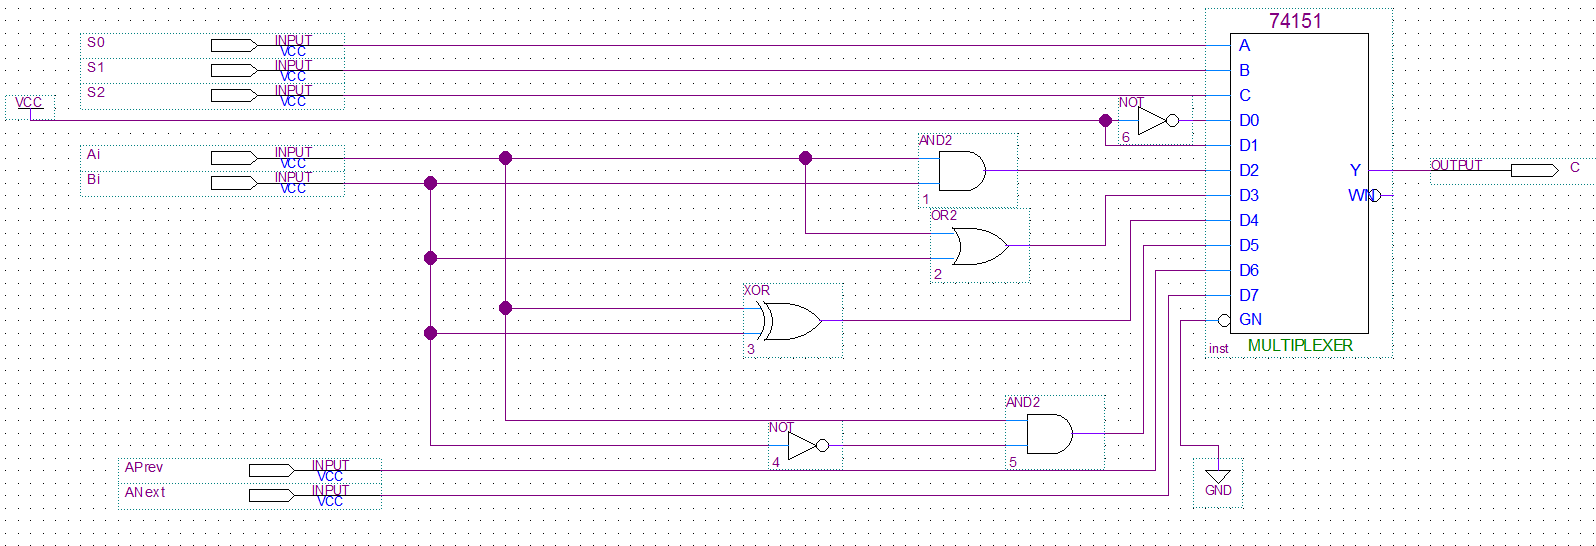 74151
S0 INPUT VCC A
S1 INPUT VCC B
S2 INPUT VCC C
VCC NOT D0
6 D1
Ai INPUT VCC AND2
Bi INPUT VCC
1
D2 Y OUTPUT C
D3 WN
OR2
2
D4
D5
D6
D7
XOR
3
GN
inst MULTIPLEXER
AND2
NOT
4 5
APrev INPUT VCC
ANext INPUT VCC
GND